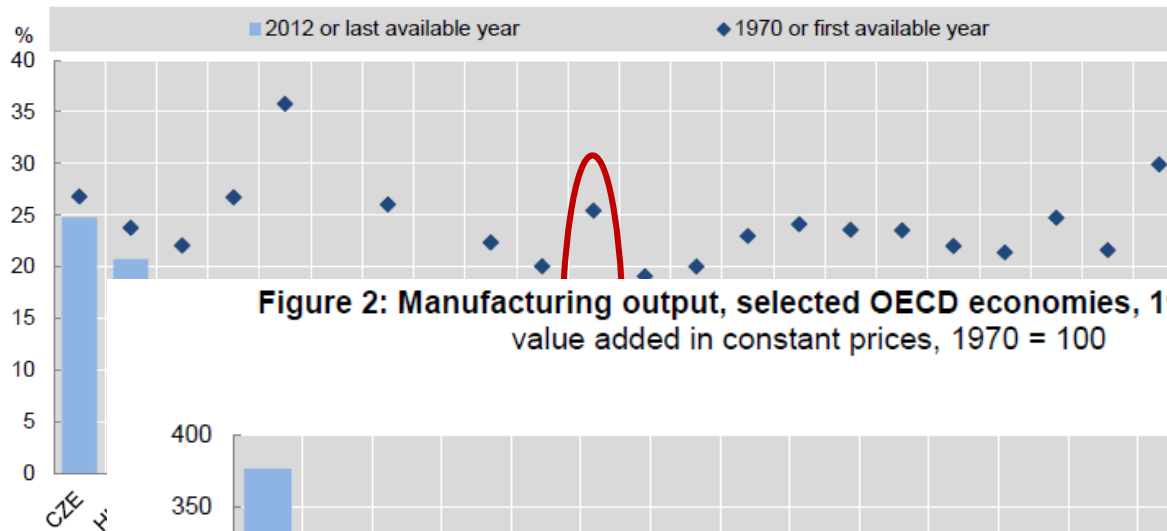 2012 or last available year
1970 or first available year
%
40
35
30
25
20
15
10
5
0
CZE
Figure 2: Manufacturing output, selected OECD economies,
value added in constant prices, 1970 = 100
400
350